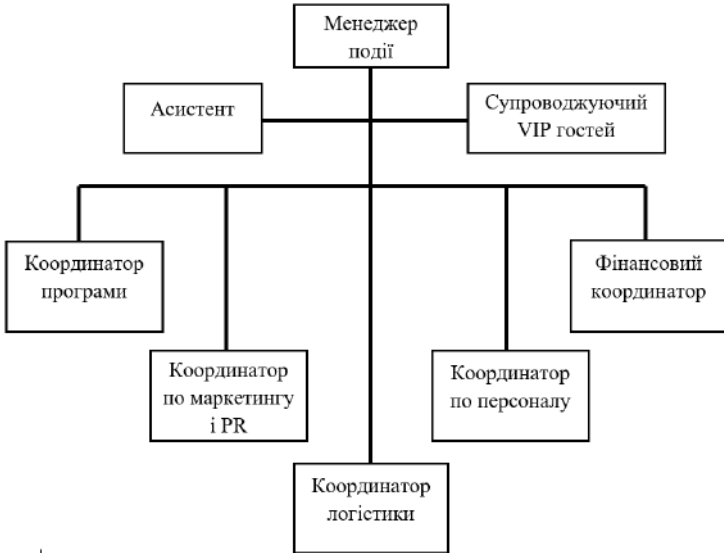 Менеджер
події
Асистент
Супроводжуючий
VIP гостей
Координатор
програми
Фінансовий
координатор
Координатор
по маркетингу
і PR
Координатор
по персоналу
Координатор
логістики